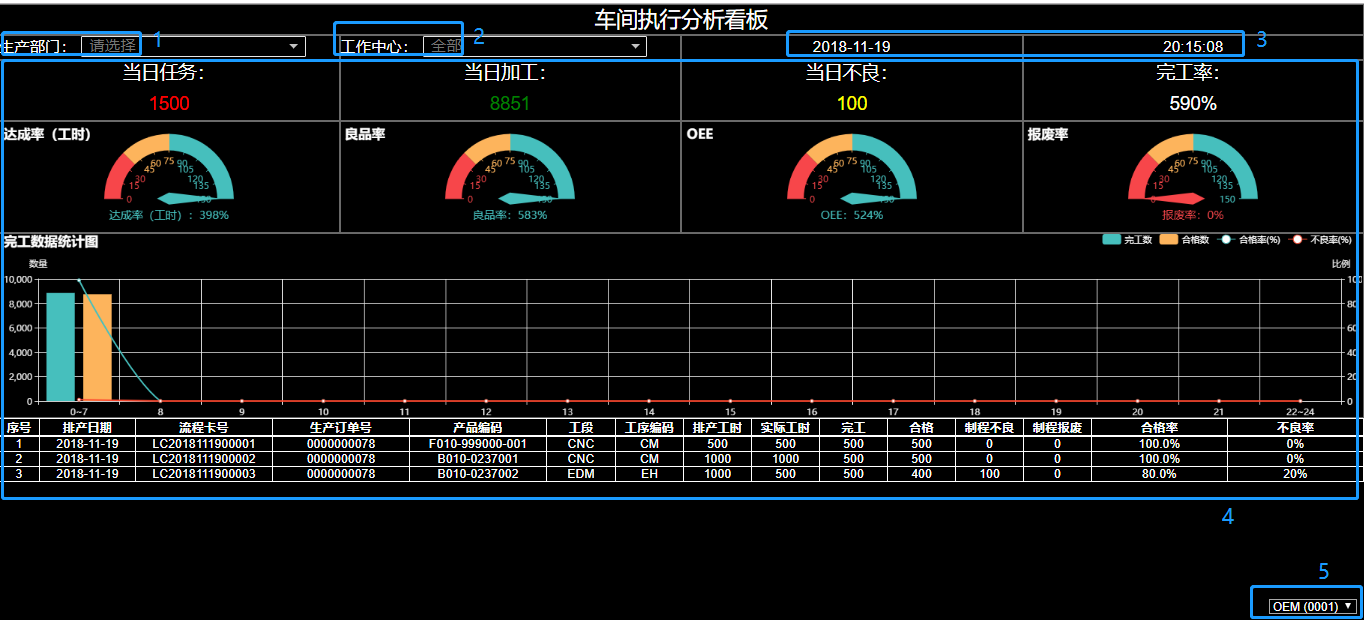 车间执行分析看板
生产部门： 请选择 1 工作中心： 全部 2 2018-11-19 20:15:08 3
当日任务： 当日加工： 当日不良： 完工率：
1500 8851 100 590%
达成率（工时） 良品率 OEE 报废率
0 15 30 45 60 75 90 105 120 135 150
达成率（工时）：398%
0 15 30 45 60 75 90 105 120 135 150
良品率：583%
0 15 30 45 60 75 90 105 120 135 150
OEE：524%
0 15 30 45 60 75 90 105 120 135 150
报废率：0%
完工数据统计图 完工数 合格数 合格率(%) 不良率(%)
数量 比例
10,000 100
8,000 80
6,000 60
4,000 40
2,000 20
0 0
0~7 8 9 10 11 12 13 14 15 16 17 18 19 20 21 22~24
序号 排产日期 流程卡号 生产订单号 产品编码 工段 工序编码 排产工时 实际工时 完工 合格 制程不良 制程报废 合格率 不良率
1 2018-11-19 LC2018111900001 0000000078 F010-999000-001 CNC CM 500 500 500 500 0 0 100.0% 0%
2 2018-11-19 LC2018111900002 0000000078 B010-0237001 CNC CM 1000 1000 500 500 0 0 100.0% 0%
3 2018-11-19 LC2018111900003 0000000078 B010-0237002 EDM EH 1000 500 500 400 100 0 80.0% 20%
4
5
OEM (0001)